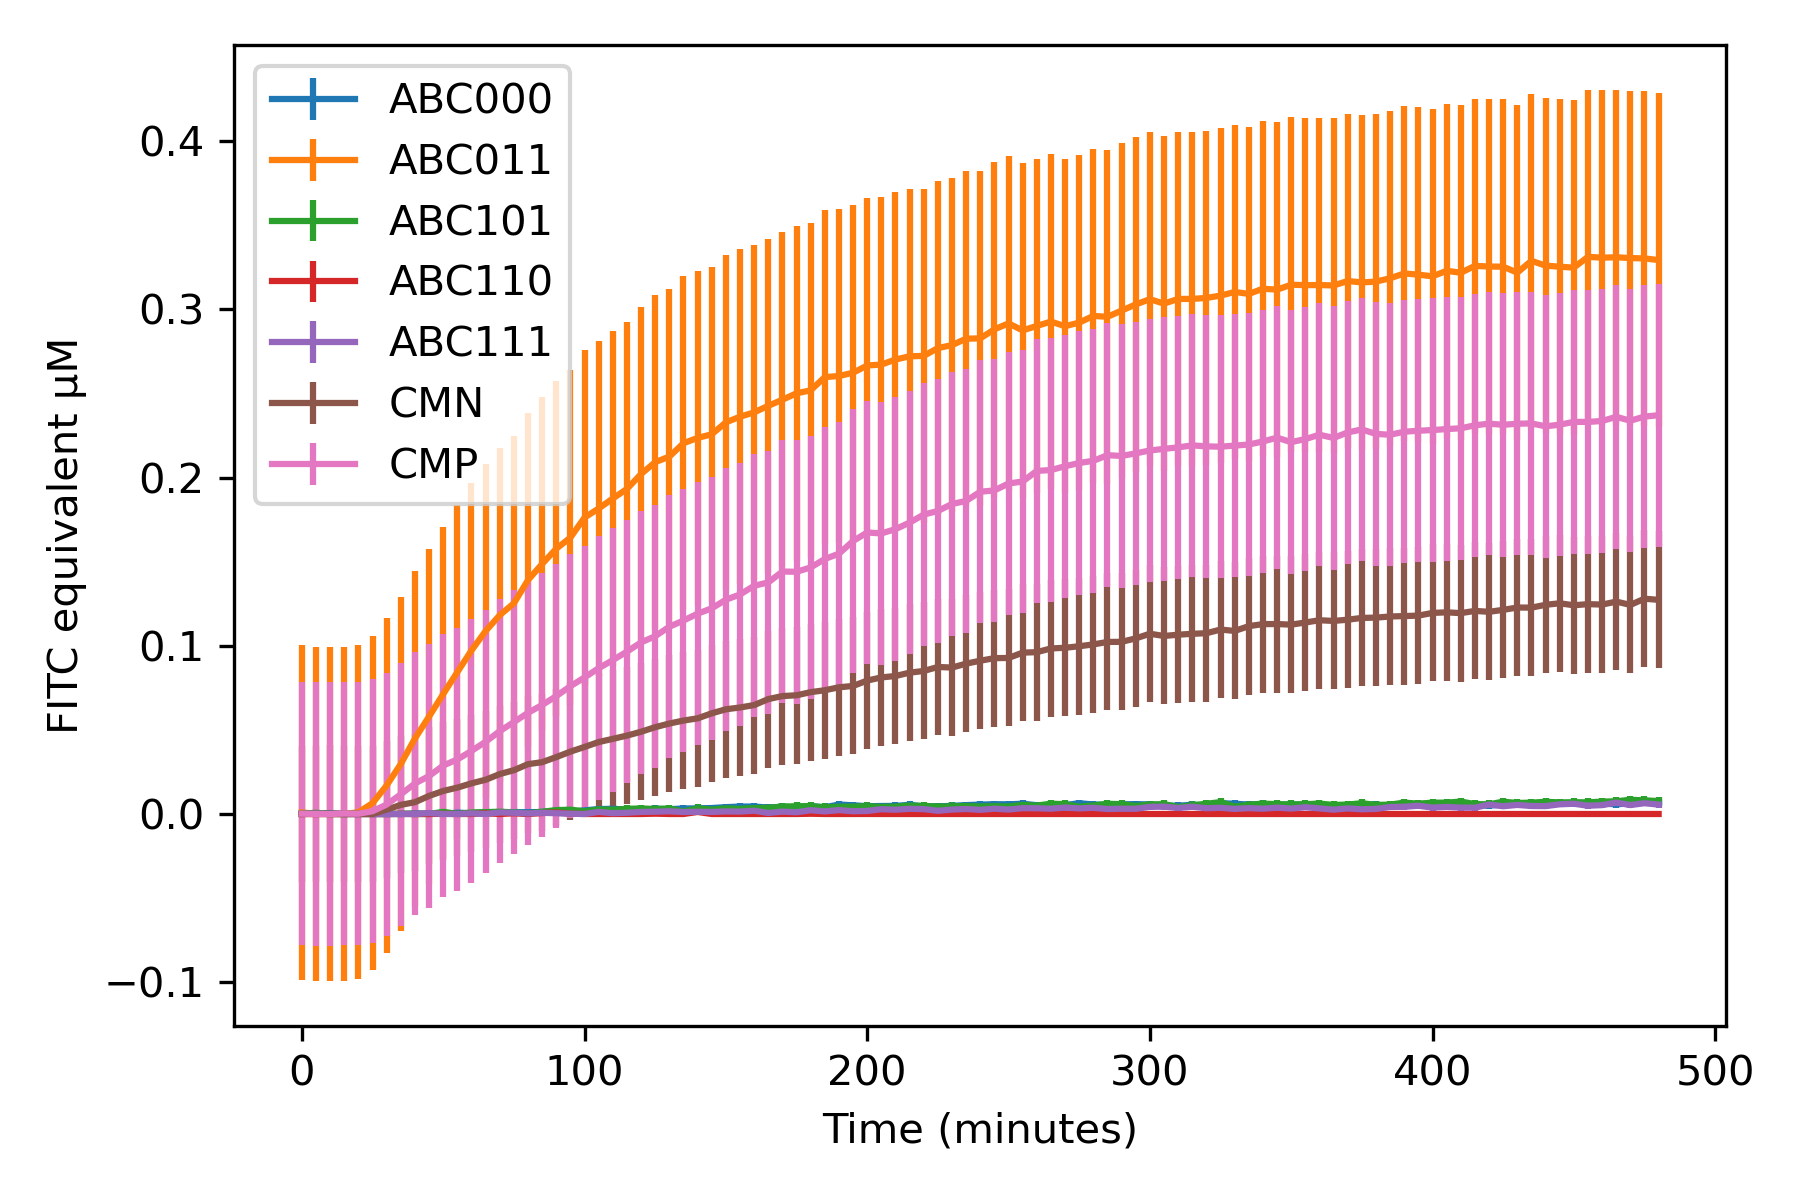 ABC000
ABC011
ABC101
ABC110
ABC111
CMN
CMP
FITC equivalent µM
0.4
0.3
0.2
0.1
0.0
−0.1
0 100 200 300 400 500
Time (minutes)